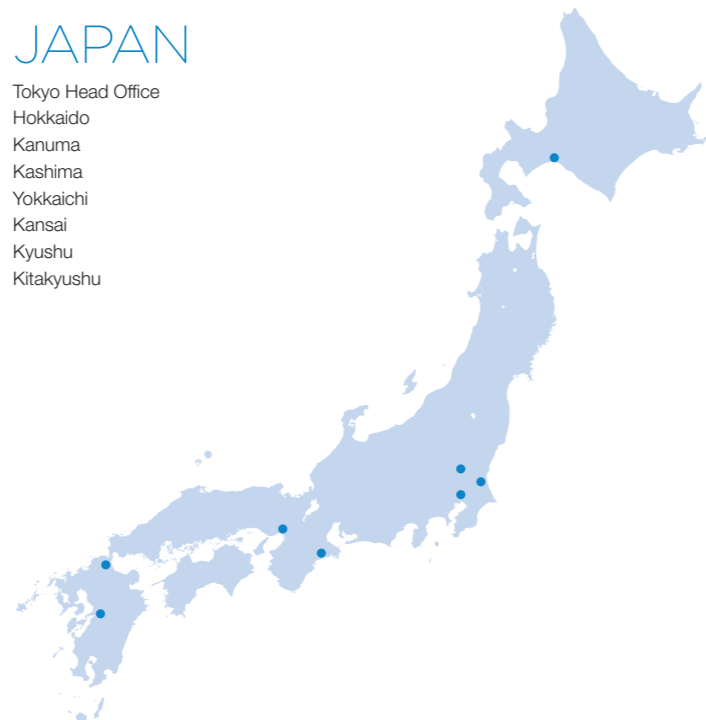 JAPAN
Tokyo Head Office
Hokkaido
Kanuma
Kashima
Yokkaichi
Kansai
Kyushu
Kitakyushu